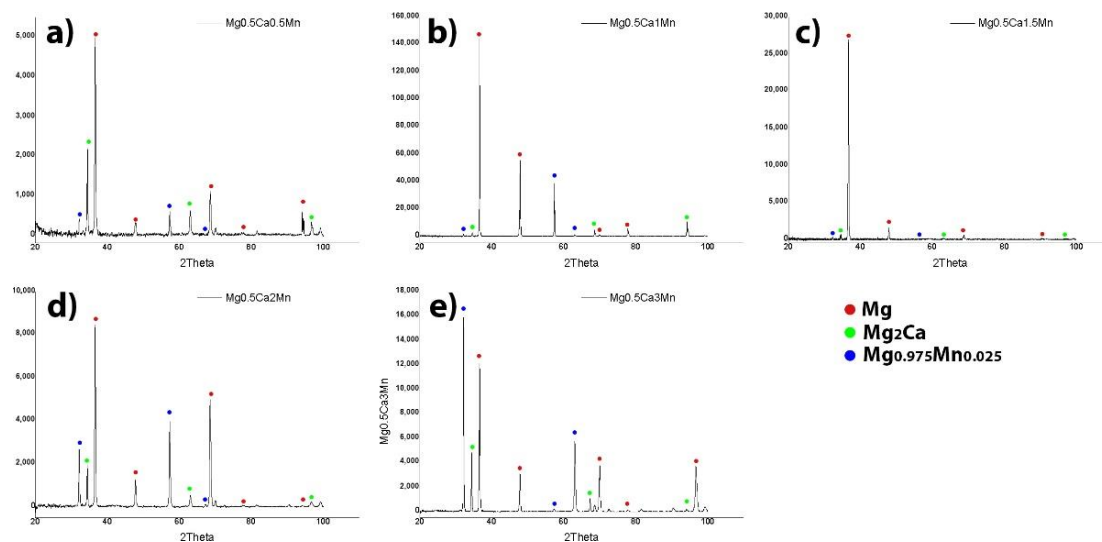 a)
Mg0.5Ca0.5Mn
5,000
4,000
3,000
2,000
1,000
0
20 40 60 80 100
2Theta
b)
Mg0.5Ca1Mn
160,000
140,000
110,000
80,000
60,000
40,000
20,000
0
20 40 60 80 100
2Theta
c)
Mg0.5Ca1.5Mn
30,000
25,000
20,000
15,000
10,000
5,000
0
20 40 60 80 100
2Theta
d)
Mg0.5Ca2Mn
10,000
8,000
6,000
4,000
2,000
0
20 40 60 80 100
2Theta
e)
Mg0.5Ca3Mn
Mg0.5Ca3Mn
18,000
16,000
14,000
12,000
10,000
8,000
6,000
4,000
2,000
0
20 40 60 80 100
2Theta
Mg
Mg2Ca
Mg0.975Mn0.025